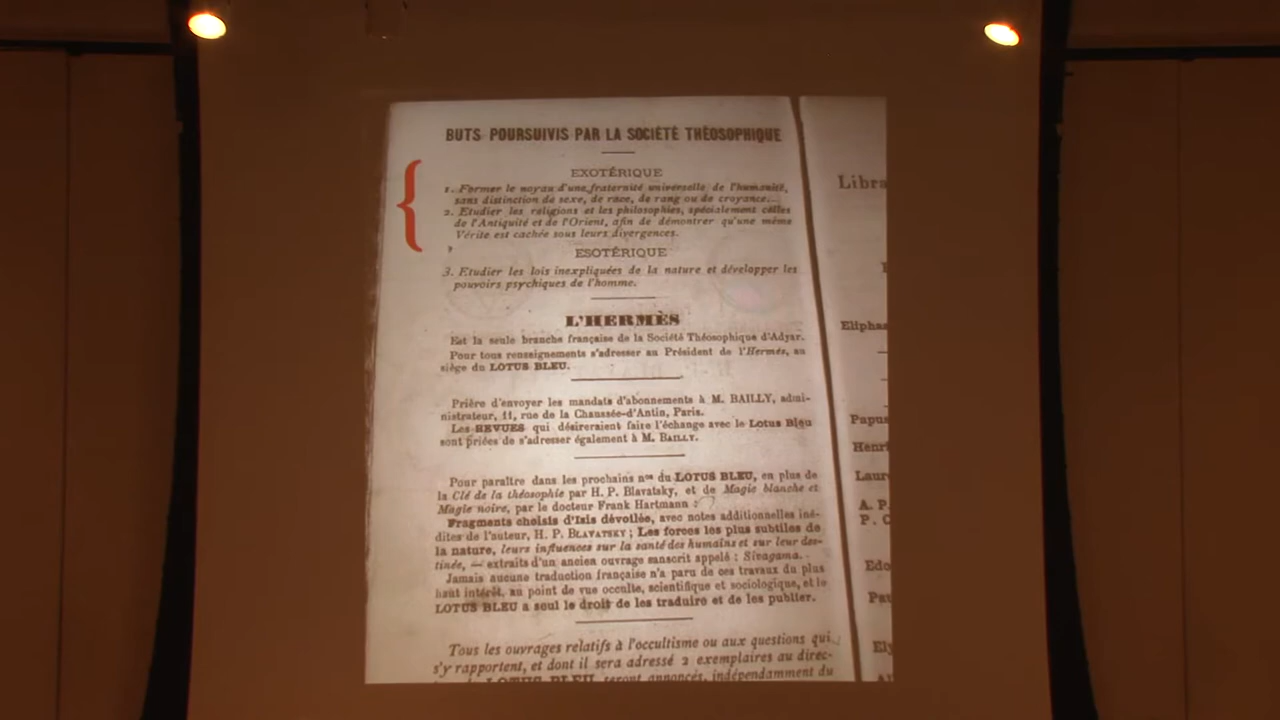 BUTS POURSUIVIS PAR LA SOCIÉTÉ THÉOSOPHIQUE
EXOTÉRIQUE
1. Former le noyau d'une fraternité universelle de l'humanité,
sans distinction de sexe, de race, de rang ou de croyance.
2. Etudier les religions et les philosophies, spécialement celles
de l'Antiquité et de l'Orient, afin de démontrer qu'une même
Vérité est cachée sous leurs divergences.
ESOTÉRIQUE
3. Etudier les lois inexpliquées de la nature et développer les
pouvoirs psychiques de l'homme.
L'HERMÈS
Est la seule branche française de la Société Théosophique d'Adyar.
Pour tous renseignements s'adresser au Président de l'Hermès, au
siège du LOTUS BLEU.
Prière d'envoyer les mandats d'abonnements à M. BAILLY, admi-
nistrateur, 11, rue de la Chaussée-d'Antin, Paris.
Les REVUES qui désireraient faire l'échange avec le Lotus Bleu
sont priées de s'adresser également à M. BAILLY.
Pour paraître dans les prochains nos du LOTUS BLEU, en plus de
la Clé de la théosophie par H. P. Blavatsky, et de Magie blanche et
Magie noire, par le docteur Frank Hartmann :
Fragments choisis d'Isis dévoilée, avec notes additionnelles iné-
dites de l'auteur, H. P. BLAVATSKY ; Les forces les plus subtiles de
la nature, leurs influences sur la santé des humains et sur leur des-
tinée, — extraits d'un ancien ouvrage sanscrit appelé : Sivagama.
Jamais aucune traduction française n'a paru de ces travaux du plus
haut intérêt, au point de vue occulte, scientifique et sociologique, et le
LOTUS BLEU a seul le droit de les traduire et de les publier.
Tous les ouvrages relatifs à l'occultisme ou aux questions qui
s'y rapportent, et dont il sera adressé 2 exemplaires au direc-
LOTUS BLEU seront annoncés, indépendamment du
Libra
Eliphas
Papus
Henri
Laur
A. P.
P. C
Edo
Pau
Ely